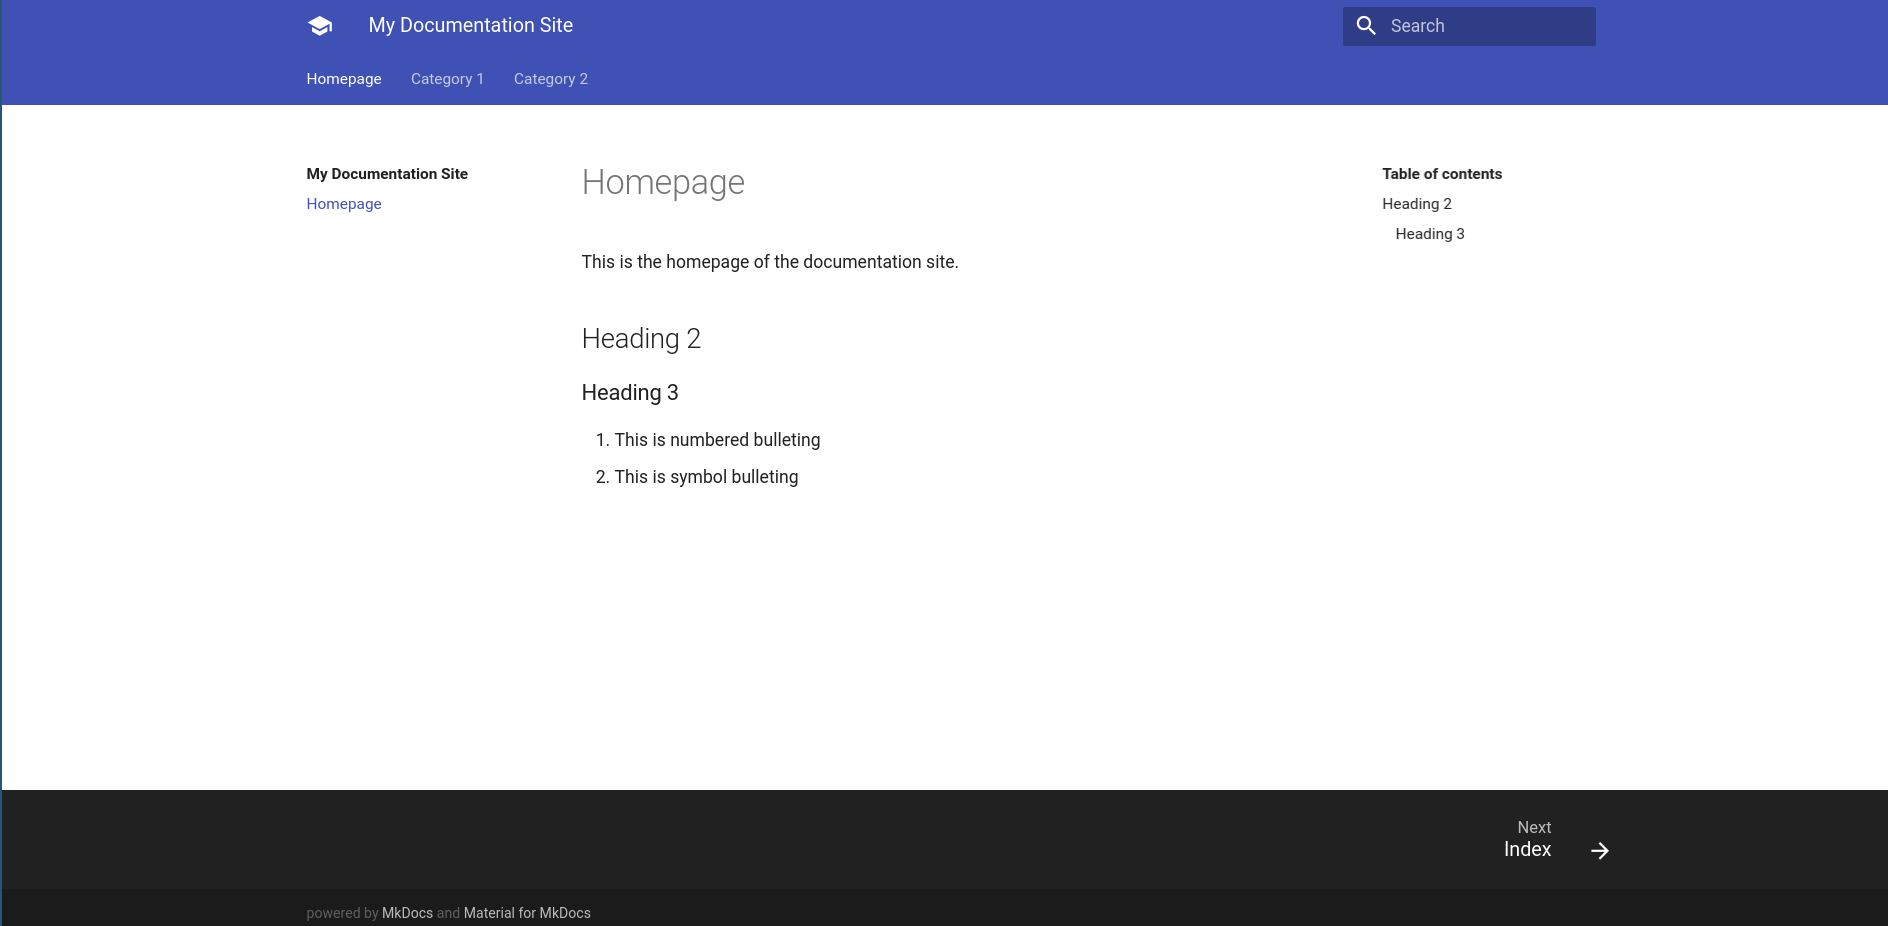 My Documentation Site
Search
Homepage Category 1 Category 2
My Documentation Site
Homepage
Homepage
This is the homepage of the documentation site.
Heading 2
Heading 3
1. This is numbered bulleting
2. This is symbol bulleting
Table of contents
Heading 2
Heading 3
Next
Index
powered by MkDocs and Material for MkDocs